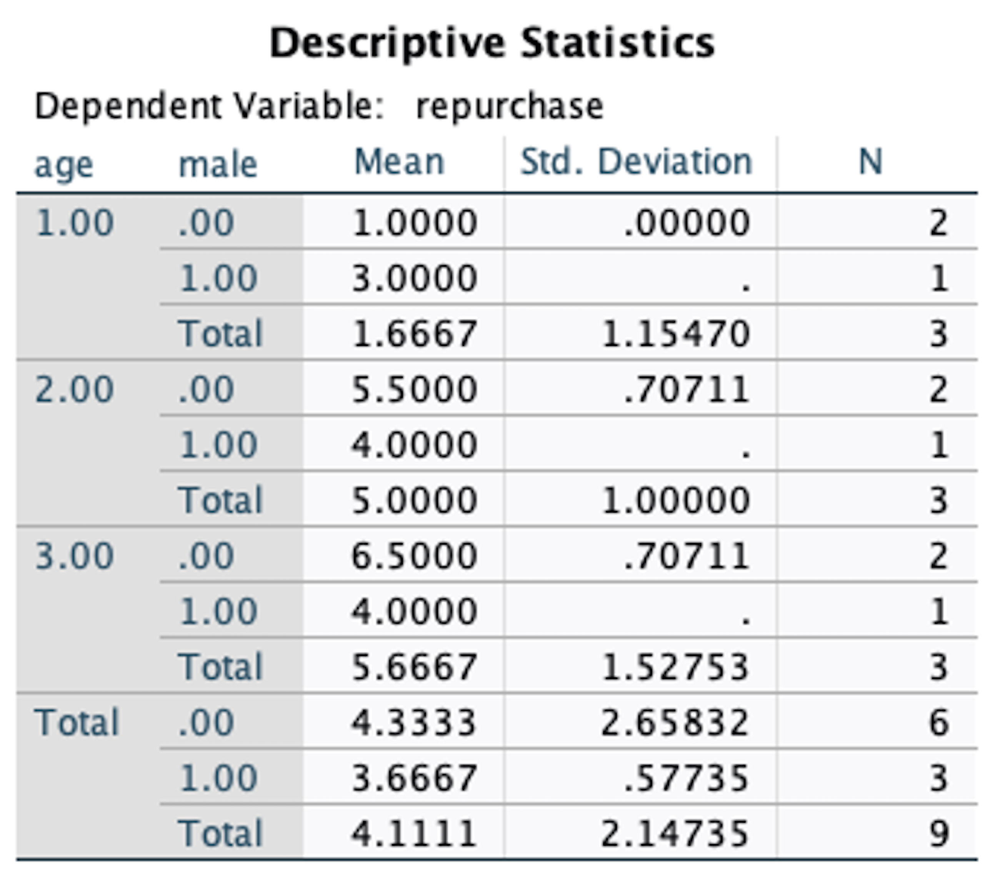 Descriptive Statistics
Dependent Variable: repurchase
age male Mean Std. Deviation N
1.00 .00 1.0000 .00000 2
1.00 3.0000 . 1
Total 1.6667 1.15470 3
2.00 .00 5.5000 .70711 2
1.00 4.0000 . 1
Total 5.0000 1.00000 3
3.00 .00 6.5000 .70711 2
1.00 4.0000 . 1
Total 5.6667 1.52753 3
Total .00 4.3333 2.65832 6
1.00 3.6667 .57735 3
Total 4.1111 2.14735 9